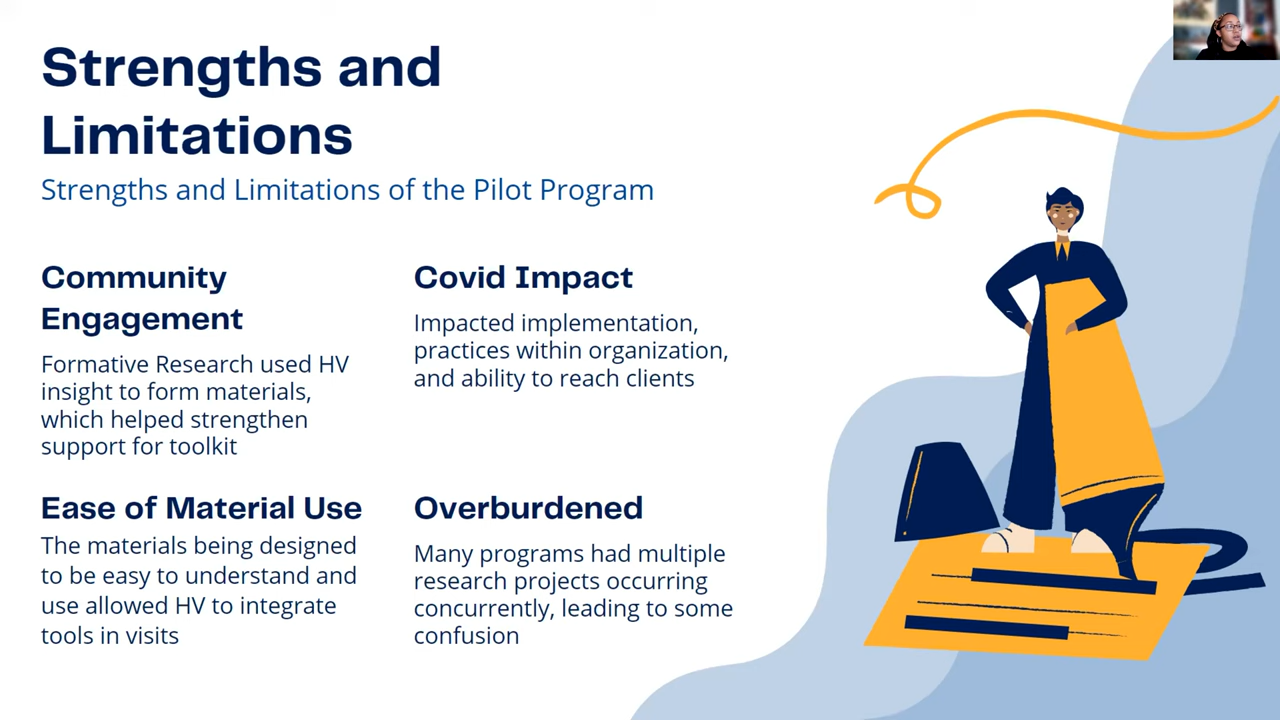 Strengths and
Limitations
Strengths and Limitations of the Pilot Program
Community
Engagement
Formative Research used HV
insight to form materials,
which helped strengthen
support for toolkit
Covid Impact
Impacted implementation,
practices within organization,
and ability to reach clients
Ease of Material Use
The materials being designed
to be easy to understand and
use allowed HV to integrate
tools in visits
Overburdened
Many programs had multiple
research projects occurring
concurrently, leading to some
confusion